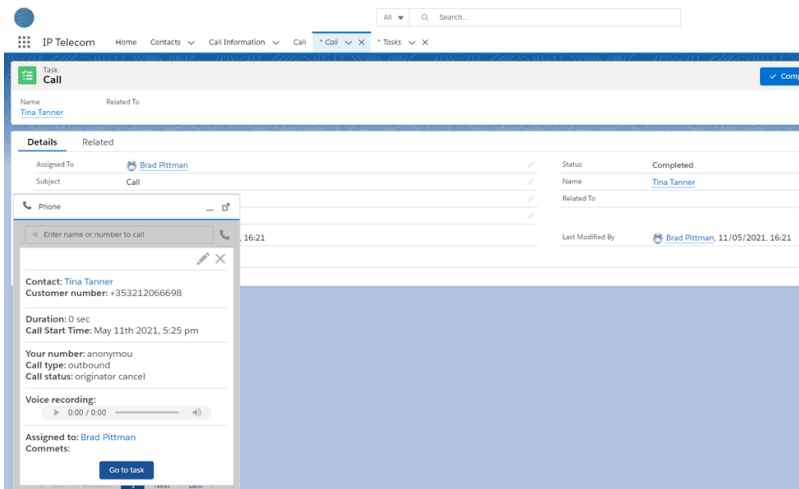 All
Search...
IP Telecom
Home
Contacts
Call Information
Call
* Call
* Tasks
Task
Call
Name
Related To
Tina Tanner
Details
Related
Assigned To
Brad Pittman
Status
Completed
Subject
Call
Name
Tina Tanner
Related To
Phone
Enter name or number to call
, 16:21
Last Modified By
Brad Pittman, 11/05/2021, 16:21
Contact: Tina Tanner
Customer number: +353212066698
Duration: 0 sec
Call Start Time: May 11th 2021, 5:25 pm
Your number: anonymou
Call type: outbound
Call status: originator cancel
Voice recording:
0:00 / 0:00
Assigned to: Brad Pittman
Commets:
Go to task
1
Next
Last